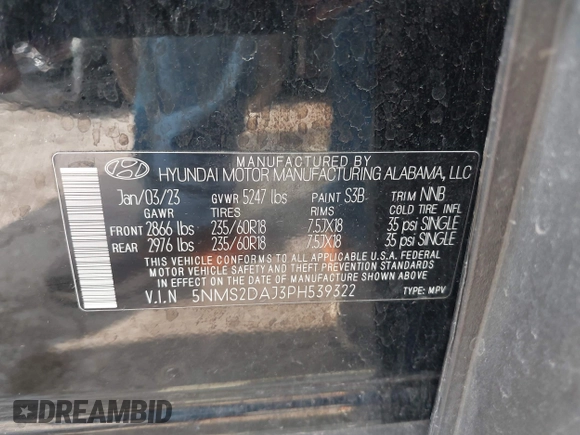 MANUFACTURED BY
HYUNDAI MOTOR MANUFACTURING ALABAMA, LLC
Jan/03/23 GVWR 5247 lbs PAINT S3B TRIM NNB
GAWR TIRES RIMS COLD TIRE INFL
FRONT 2866 lbs 235/60R18 7.5JX18 35 psi SINGLE
REAR 2976 lbs 235/60R18 7.5JX18 35 psi SINGLE
THIS VEHICLE CONFORMS TO ALL APPLICABLE U.S.A. FEDERAL
MOTOR VEHICLE SAFETY AND BUMPER AND THEFT PREVENTION
STANDARDS IN EFFECT ON THE DATE OF MANUFACTURE SHOWN ABOVE.
V.I.N 5NMS2DAJ3PH539322 TYPE: MPV
DREAMBID